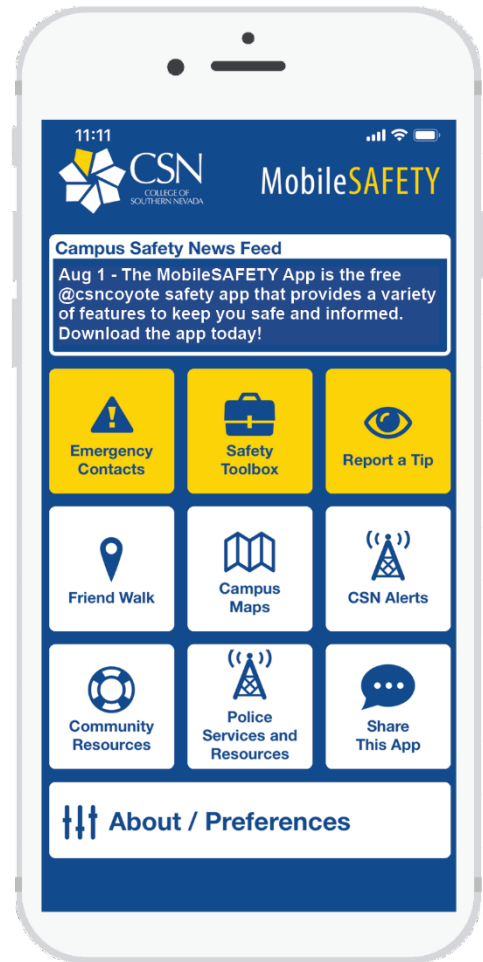 11:11
CSN
COLLEGE OF
SOUTHERN NEVADA
MobileSAFETY
Campus Safety News Feed
Aug 1 - The MobileSAFETY App is the free
@csncoyote safety app that provides a variety
of features to keep you safe and informed.
Download the app today!
Emergency
Contacts
Safety
Toolbox
Report a Tip
Friend Walk
Campus
Maps
CSN Alerts
Community
Resources
Police
Services and
Resources
Share
This App
About / Preferences